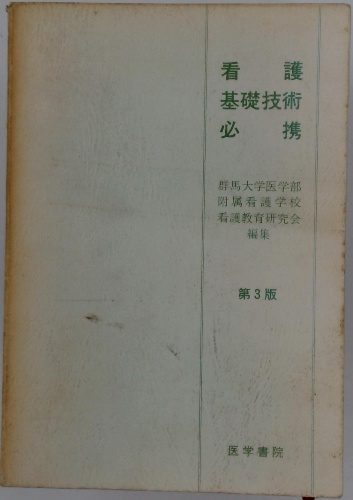 看護
基礎技術
必携
群馬大学医学部
附属看護学校
看護教育研究会
編集
第3版
医学書院